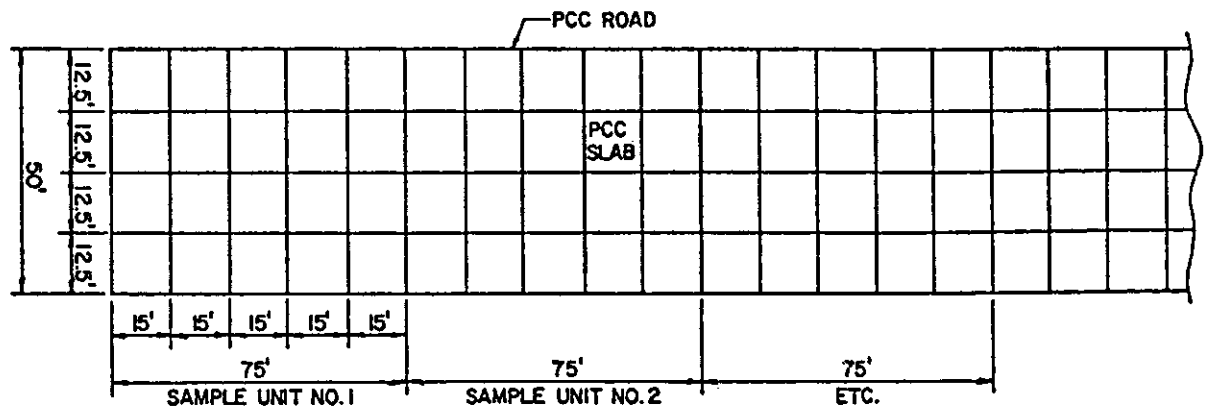 PCC ROAD
12.5'
12.5'
12.5'
12.5'
50'
PCC
SLAB
15' 15' 15' 15' 15'
75' 75' 75'
SAMPLE UNIT NO.1 SAMPLE UNIT NO.2 ETC.